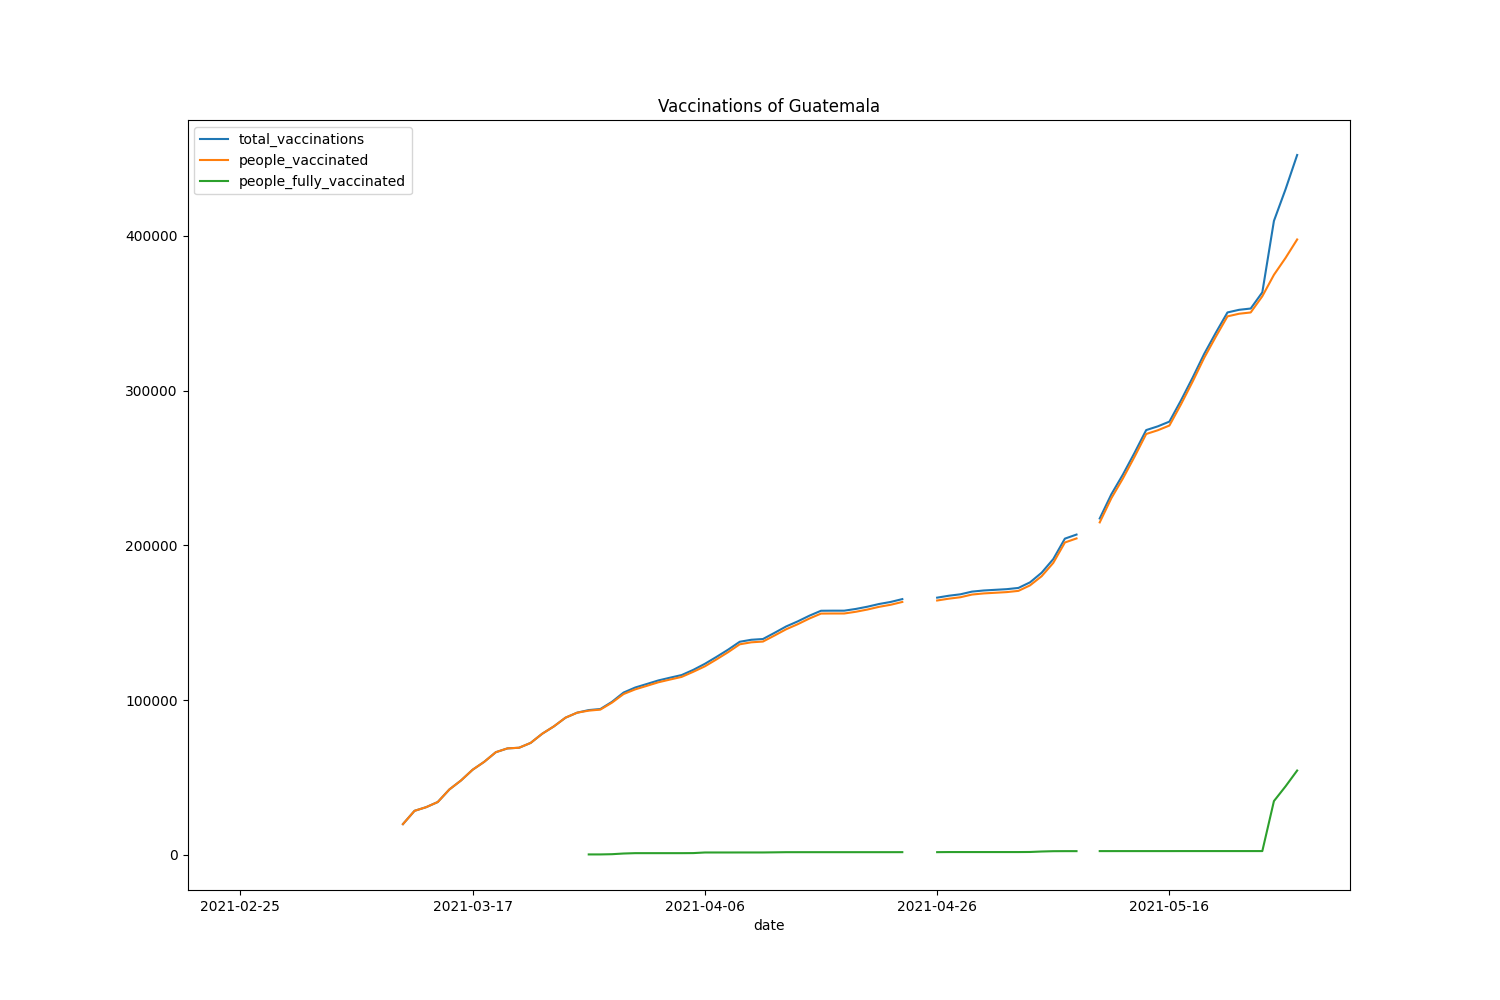 Vaccinations of Guatemala
total_vaccinations
people_vaccinated
people_fully_vaccinated
400000
300000
200000
100000
0
2021-02-25 2021-03-17 2021-04-06 2021-04-26 2021-05-16
date